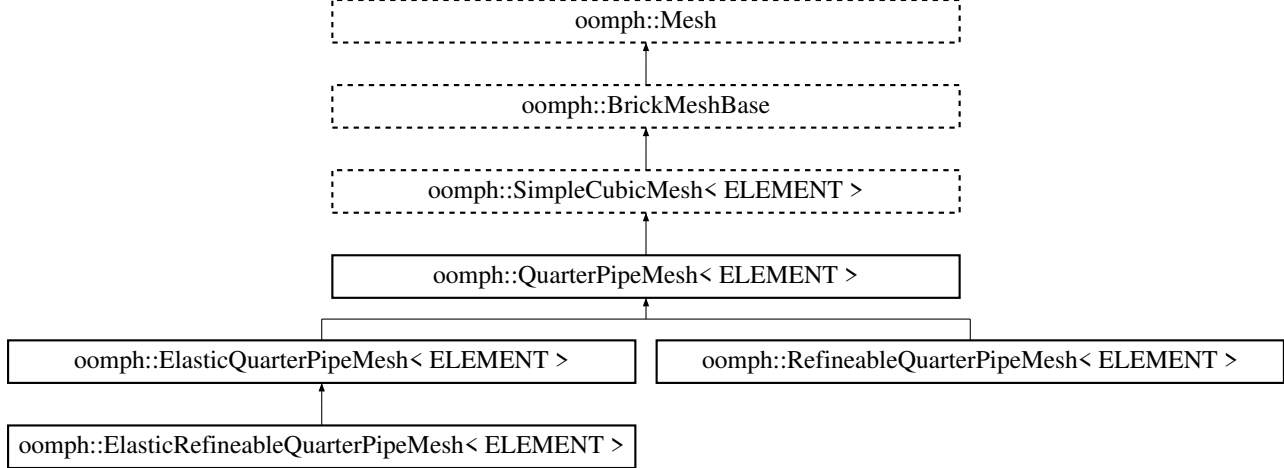 oomph::Mesh
oomph::BrickMeshBase
oomph::SimpleCubicMesh< ELEMENT >
oomph::QuarterPipeMesh< ELEMENT >
oomph::ElasticQuarterPipeMesh< ELEMENT >
oomph::RefineableQuarterPipeMesh< ELEMENT >
oomph::ElasticRefineableQuarterPipeMesh< ELEMENT >